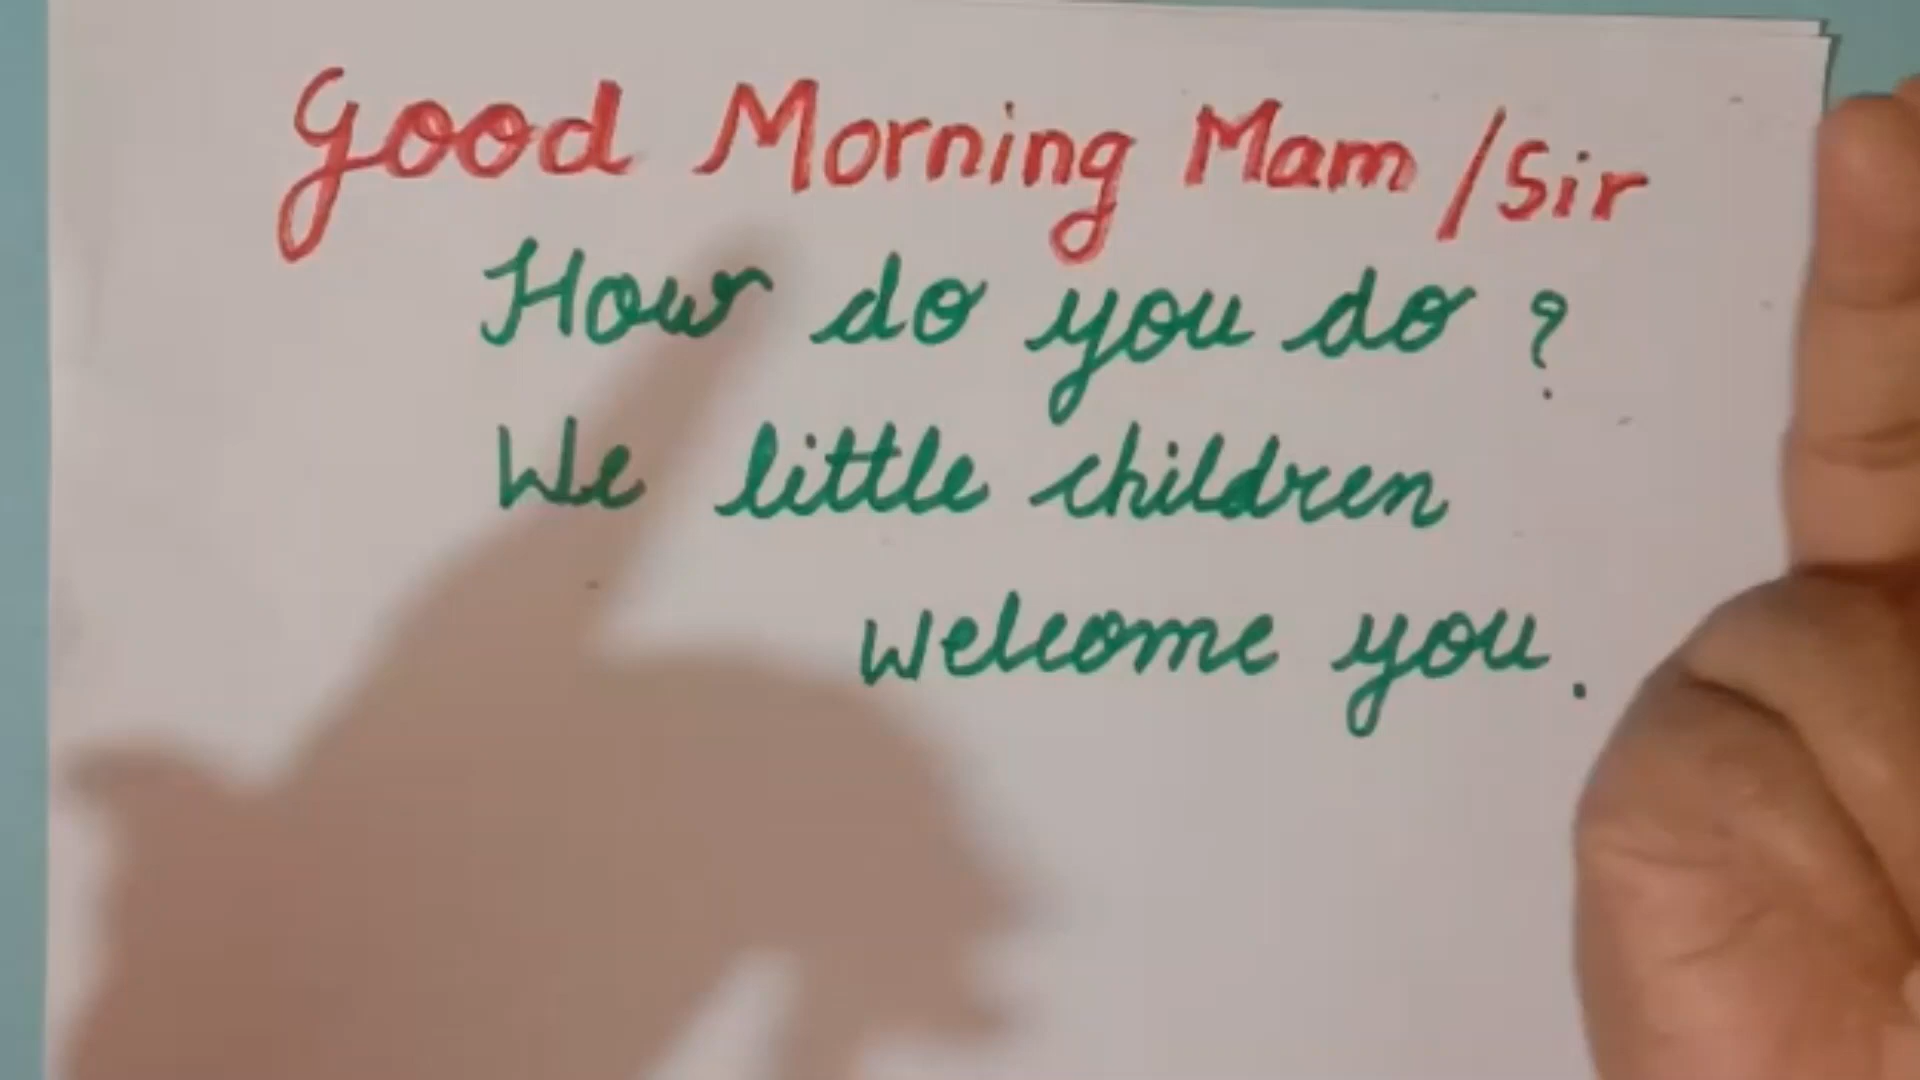 Good Morning Mam / Sir
How do you do ?
We little children
welcome you .